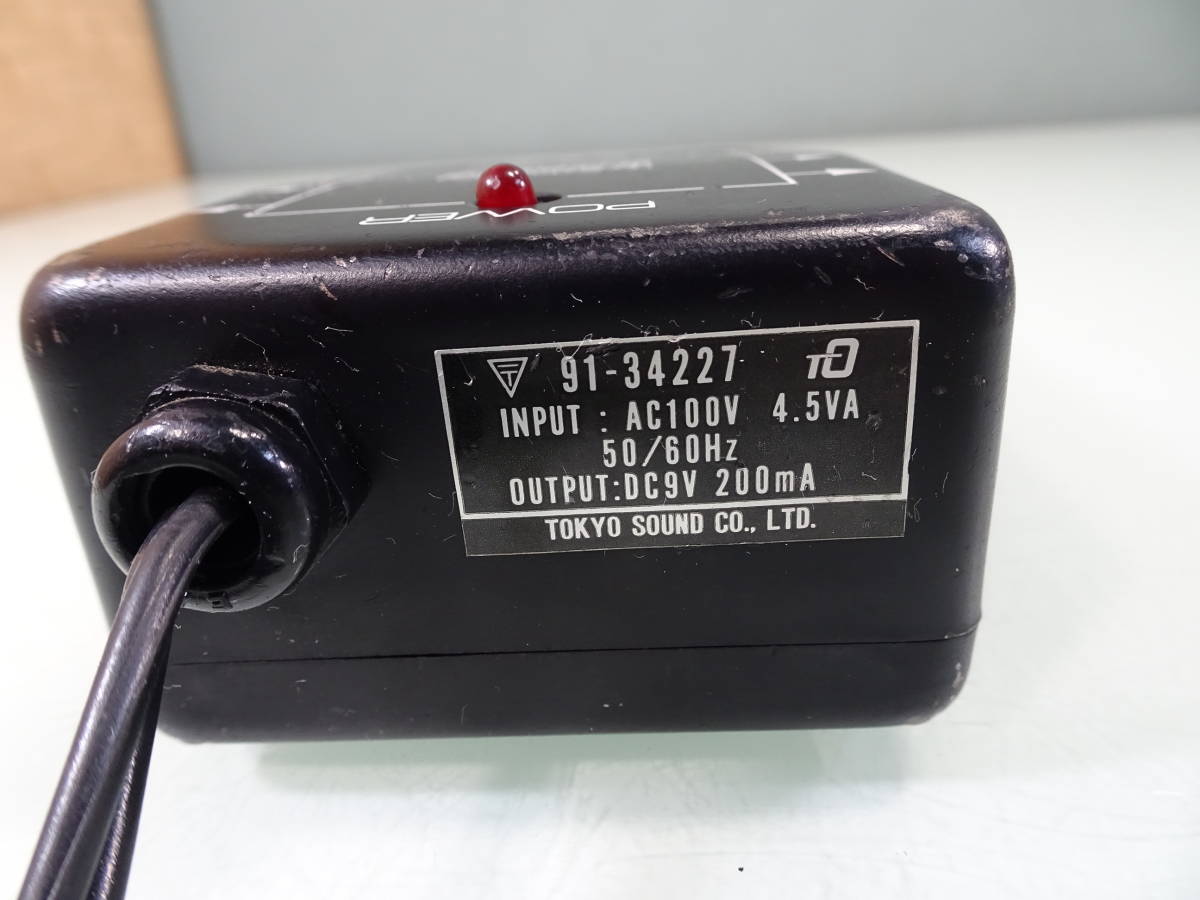 POWER
91-34227
INPUT : AC100V 4.5VA
50/60Hz
OUTPUT:DC9V 200mA
TOKYO SOUND CO., LTD.